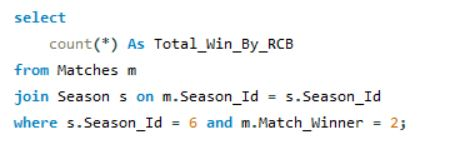 select
count(*) As Total_Win_By_RCB
from Matches m
join Season s on m.Season_Id = s.Season_Id
where s.Season_Id = 6 and m.Match_Winner = 2;